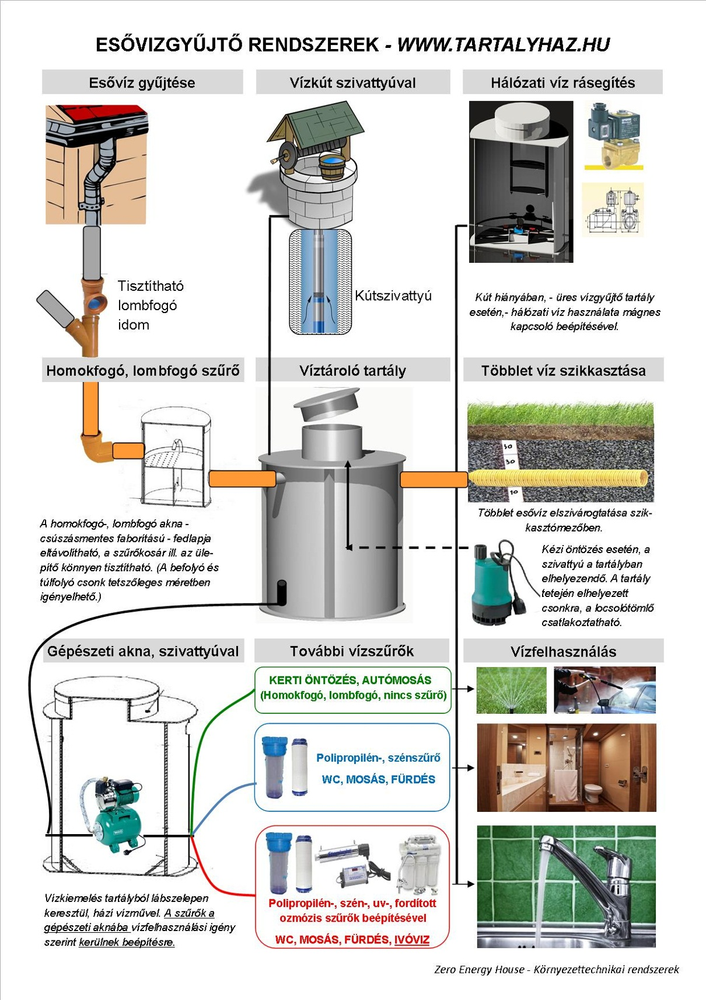 ESŐVIZGYŰJTŐ RENDSZEREK - WWW.TARTALYHAZ.HU
Esővíz gyűjtése
Vízkút szivattyúval
Hálózati víz rásegítés
Tisztítható
lombfogó
idom
Kútszivattyú
Kút hiányában, - üres vízgyűjtő tartály
esetén,- hálózati víz használata mágnes
kapcsoló beépítésével.
Homokfogó, lombfogó szűrő
Víztároló tartály
Többlet víz szikkasztása
50
30
10
A homokfogó-, lombfogó akna -
csúszásmentes faborítású - fedlapja
eltávolítható, a szűrőkosár ill. az üle-
pítő könnyen tisztítható. (A befolyó és
túlfolyó csonk tetszőleges méretben
igényelhető.)
Többlet esővíz elszivárogtatása szik-
kasztómezőben.
Kézi öntözés esetén, a
szivattyú a tartályban
elhelyezendő. A tartály
tetején elhelyezett
csonkra, a locsolótömlő
csatlakoztatható.
Gépészeti akna, szivattyúval
További vízszűrők
Vízfelhasználás
KERTI ÖNTÖZÉS, AUTÓMOSÁS
(Homokfogó, lombfogó, nincs szűrő)
Polipropilén-, szénszűrő
WC, MOSÁS, FÜRDÉS
WILO
Polipropilén-, szén-, uv-, fordított
ozmózis szűrők beépítésével
WC, MOSÁS, FÜRDÉS, IVÓVIZ
Vízkiemelés tartályból lábszelepen
keresztül, hází vízművel. A szűrők a
gépészeti aknába vízfelhasználási igény
szerint kerülnek beépítésre.
Zero Energy House - Környezettechnikai rendszerek